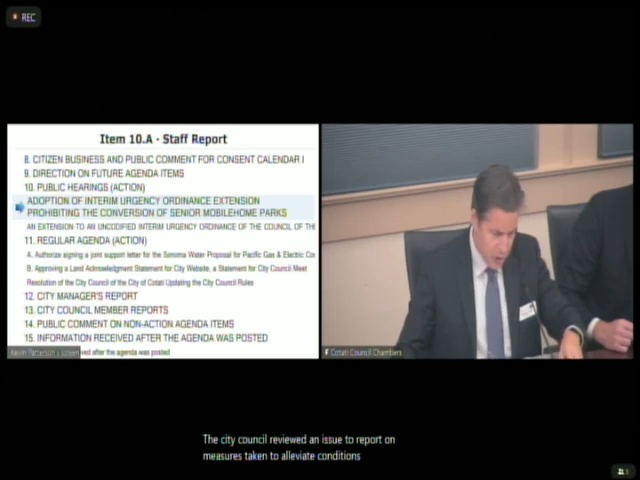 REC
Item 10.A - Staff Report
8. CITIZEN BUSINESS AND PUBLIC COMMENT FOR CONSENT CALENDAR I
9. DIRECTION ON FUTURE AGENDA ITEMS
10. PUBLIC HEARINGS (ACTION)
ADOPTION OF INTERIM URGENCY ORDINANCE EXTENSION
PROHIBITING THE CONVERSION OF SENIOR MOBILEHOME PARKS
AN EXTENSION TO AN UNCODIFIED INTERIM URGENCY ORDINANCE OF THE COUNCIL OF THE
11. REGULAR AGENDA (ACTION)
A. Authorize signing a joint support letter for the Sonoma Water Proposal for Pacific Gas & Electric Co
B. Approving a Land Acknowledgment Statement for City Website, a Statement for City Council Meet
Resolution of the City Council of the City of Cotati Updating the City Council Rules
12. CITY MANAGER'S REPORT
13. CITY COUNCIL MEMBER REPORTS
14. PUBLIC COMMENT ON NON-ACTION AGENDA ITEMS
15. INFORMATION RECEIVED AFTER THE AGENDA WAS POSTED
Kevin Patterson's screen
ved after the agenda was posted
Cotati Council Chambers
The city council reviewed an issue to report on
measures taken to alleviate conditions